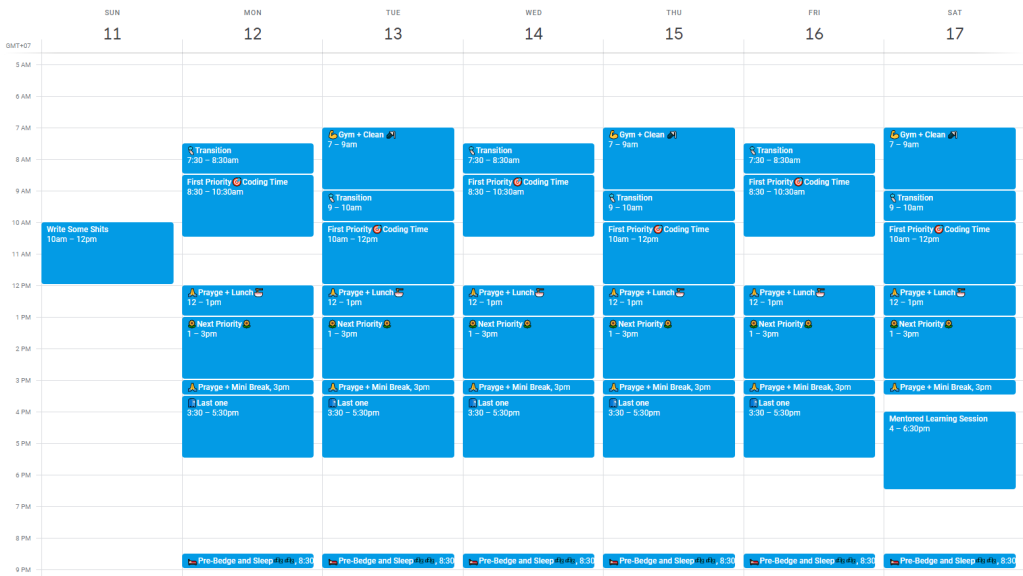 SUN MON TUE WED THU FRI SAT
11 12 13 14 15 16 17
GMT+07
5 AM
6 AM
7 AM
8 AM
9 AM
10 AM
11 AM
12 PM
1 PM
2 PM
3 PM
4 PM
5 PM
6 PM
7 PM
8 PM
9 PM
Write Some Shits
10am – 12pm
Transition
7:30 – 8:30am
First Priority🎯Coding Time
8:30 – 10:30am
🙏 Prayge + Lunch🍚
12 – 1pm
🌻Next Priority🌻
1 – 3pm
🙏 Prayge + Mini Break, 3pm
Last one
3:30 – 5:30pm
Pre-Bedge and Sleep, 8:30
💪 Gym + Clean
7 – 9am
Transition
9 – 10am
First Priority🎯Coding Time
10am – 12pm
🙏 Prayge + Lunch🍚
12 – 1pm
🌻Next Priority🌻
1 – 3pm
🙏 Prayge + Mini Break, 3pm
Last one
3:30 – 5:30pm
Pre-Bedge and Sleep, 8:30
Transition
7:30 – 8:30am
First Priority🎯Coding Time
8:30 – 10:30am
🙏 Prayge + Lunch🍚
12 – 1pm
🌻Next Priority🌻
1 – 3pm
🙏 Prayge + Mini Break, 3pm
Last one
3:30 – 5:30pm
Pre-Bedge and Sleep, 8:30
💪 Gym + Clean
7 – 9am
Transition
9 – 10am
First Priority🎯Coding Time
10am – 12pm
🙏 Prayge + Lunch🍚
12 – 1pm
🌻Next Priority🌻
1 – 3pm
🙏 Prayge + Mini Break, 3pm
Last one
3:30 – 5:30pm
Pre-Bedge and Sleep, 8:30
Transition
7:30 – 8:30am
First Priority🎯Coding Time
8:30 – 10:30am
🙏 Prayge + Lunch🍚
12 – 1pm
🌻Next Priority🌻
1 – 3pm
🙏 Prayge + Mini Break, 3pm
Last one
3:30 – 5:30pm
Pre-Bedge and Sleep, 8:30
💪 Gym + Clean
7 – 9am
Transition
9 – 10am
First Priority🎯Coding Time
10am – 12pm
🙏 Prayge + Lunch🍚
12 – 1pm
🌻Next Priority🌻
1 – 3pm
🙏 Prayge + Mini Break, 3pm
Mentored Learning Session
4 – 6:30pm
Pre-Bedge and Sleep, 8:30